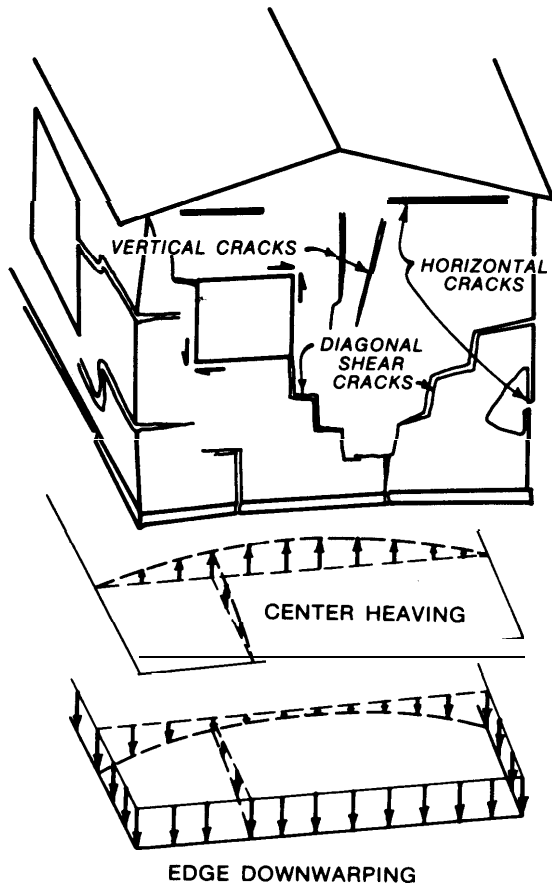 VERTICAL CRACKS
HORIZONTAL
CRACKS
DIAGONAL
SHEAR
CRACKS
CENTER HEAVING
EDGE DOWNWARPING